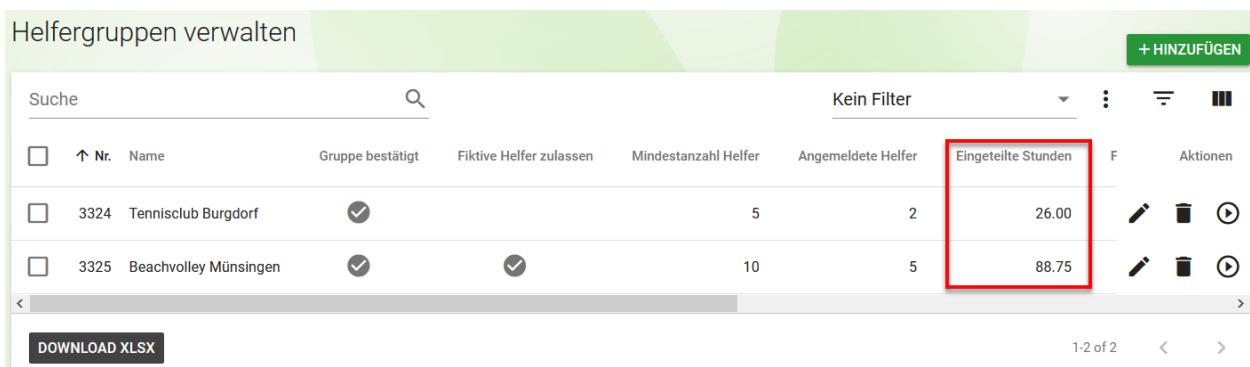 Helfergruppen verwalten
+ HINZUFÜGEN
Suche
Kein Filter
Nr. Name Gruppe bestätigt Fiktive Helfer zulassen Mindestanzahl Helfer Angemeldete Helfer Eingeteilte Stunden F Aktionen
3324 Tennisclub Burgdorf 5 2 26.00
3325 Beachvolley Münsingen 10 5 88.75
DOWNLOAD XLSX
1-2 of 2